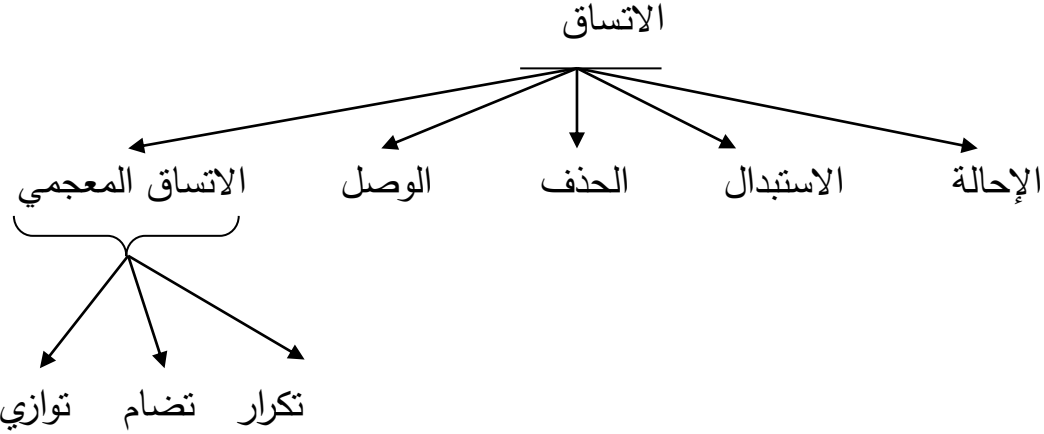 الاتساق
الإحالة الاستبدال الحذف الوصل الاتساق المعجمي
تكرار تضام توازي